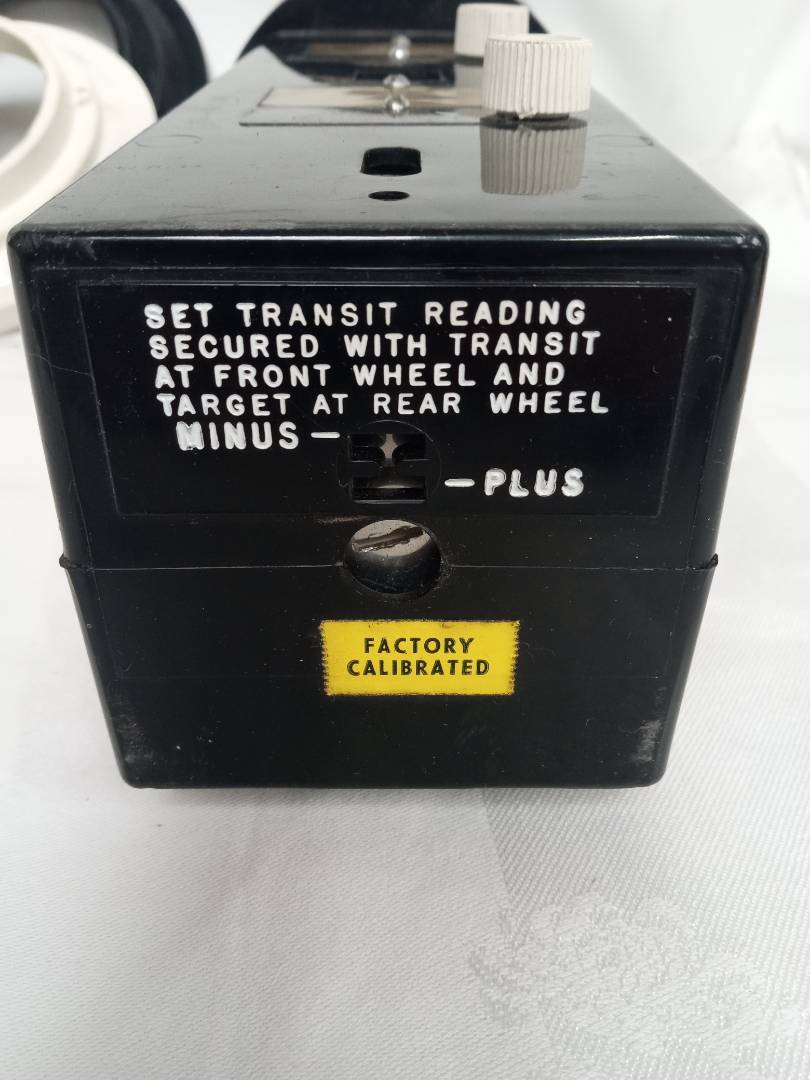 SET TRANSIT READING
SECURED WITH TRANSIT
AT FRONT WHEEL AND
TARGET AT REAR WHEEL
MINUS –
– PLUS
FACTORY
CALIBRATED